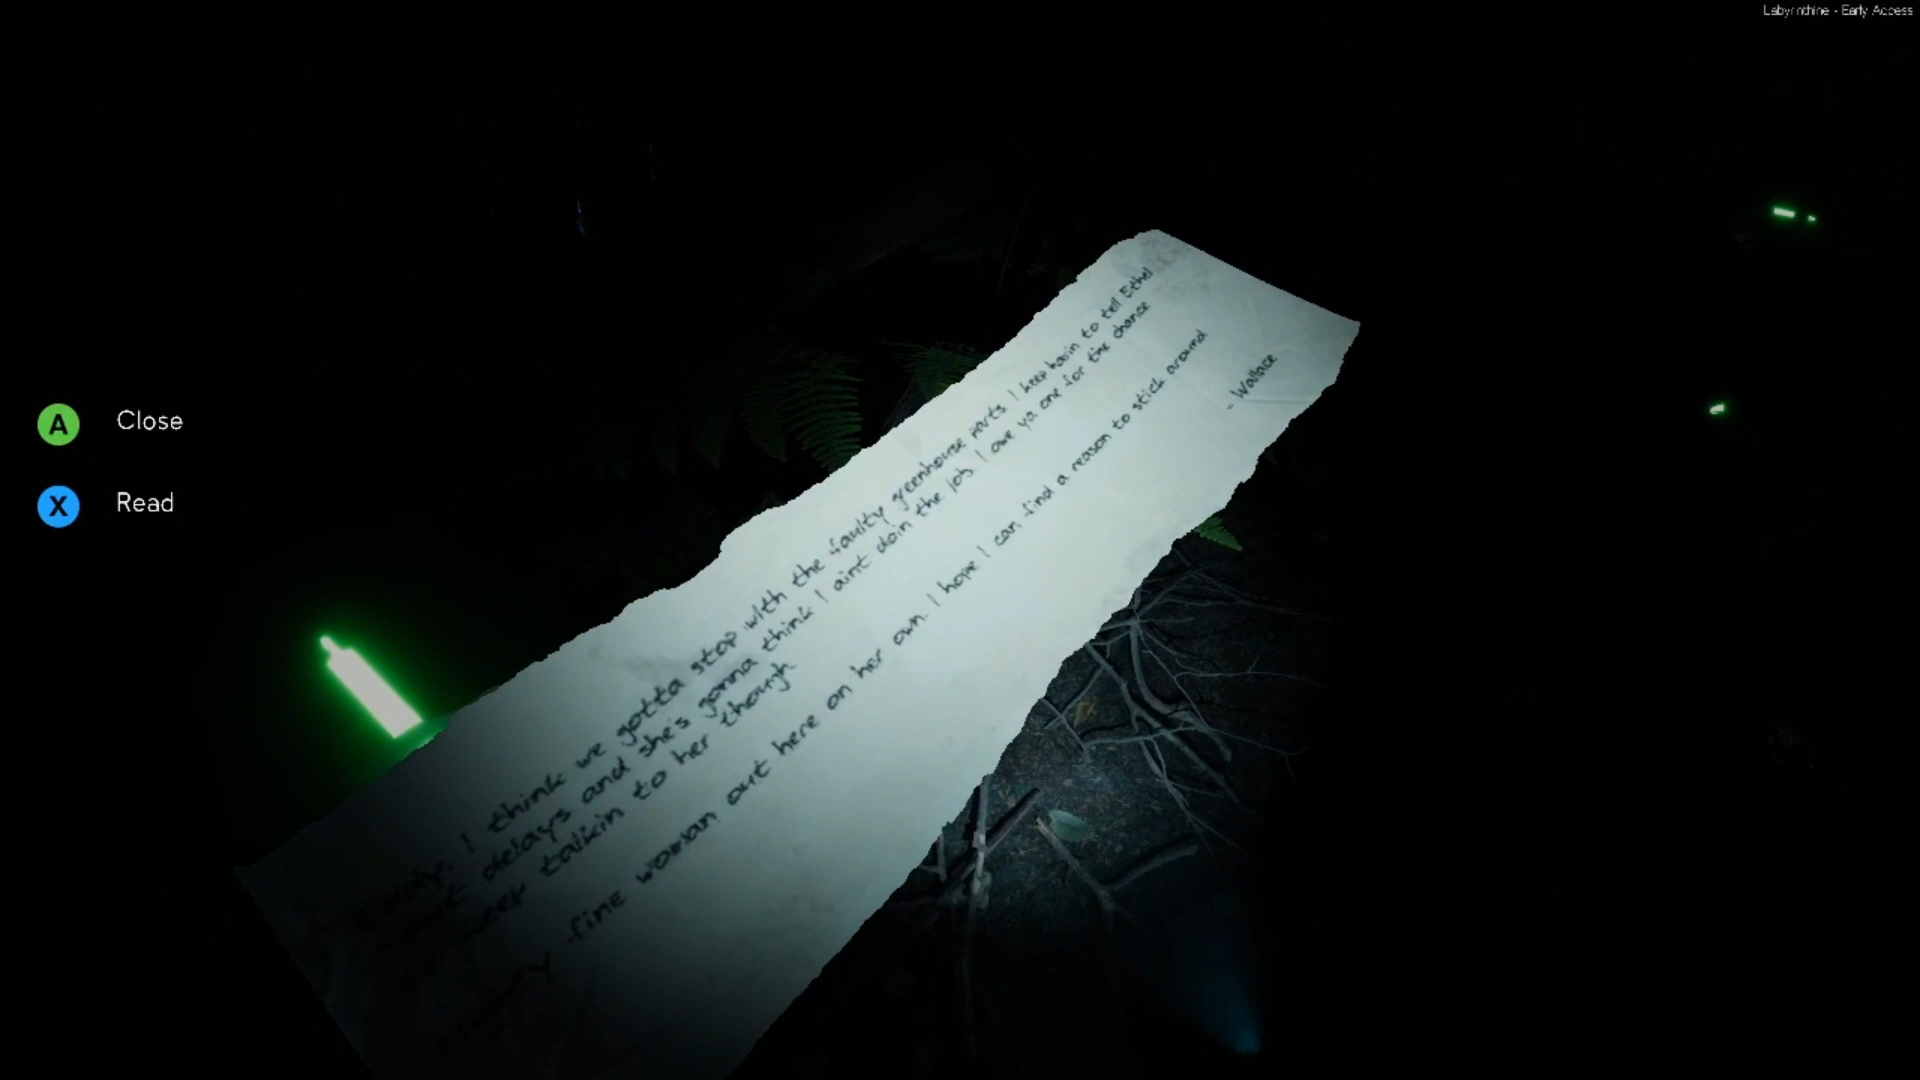 Labyrinthine - Early Access
A Close
X Read
I think we gotta stop with the faulty greenhouse parts. I keep havin to tell Ethel
delays and she's gonna think I aint doin the job. I owe ya one for the chance
to keep talkin to her though.
Mighty fine woman out here on her own. I hope I can find a reason to stick around
- Wallace